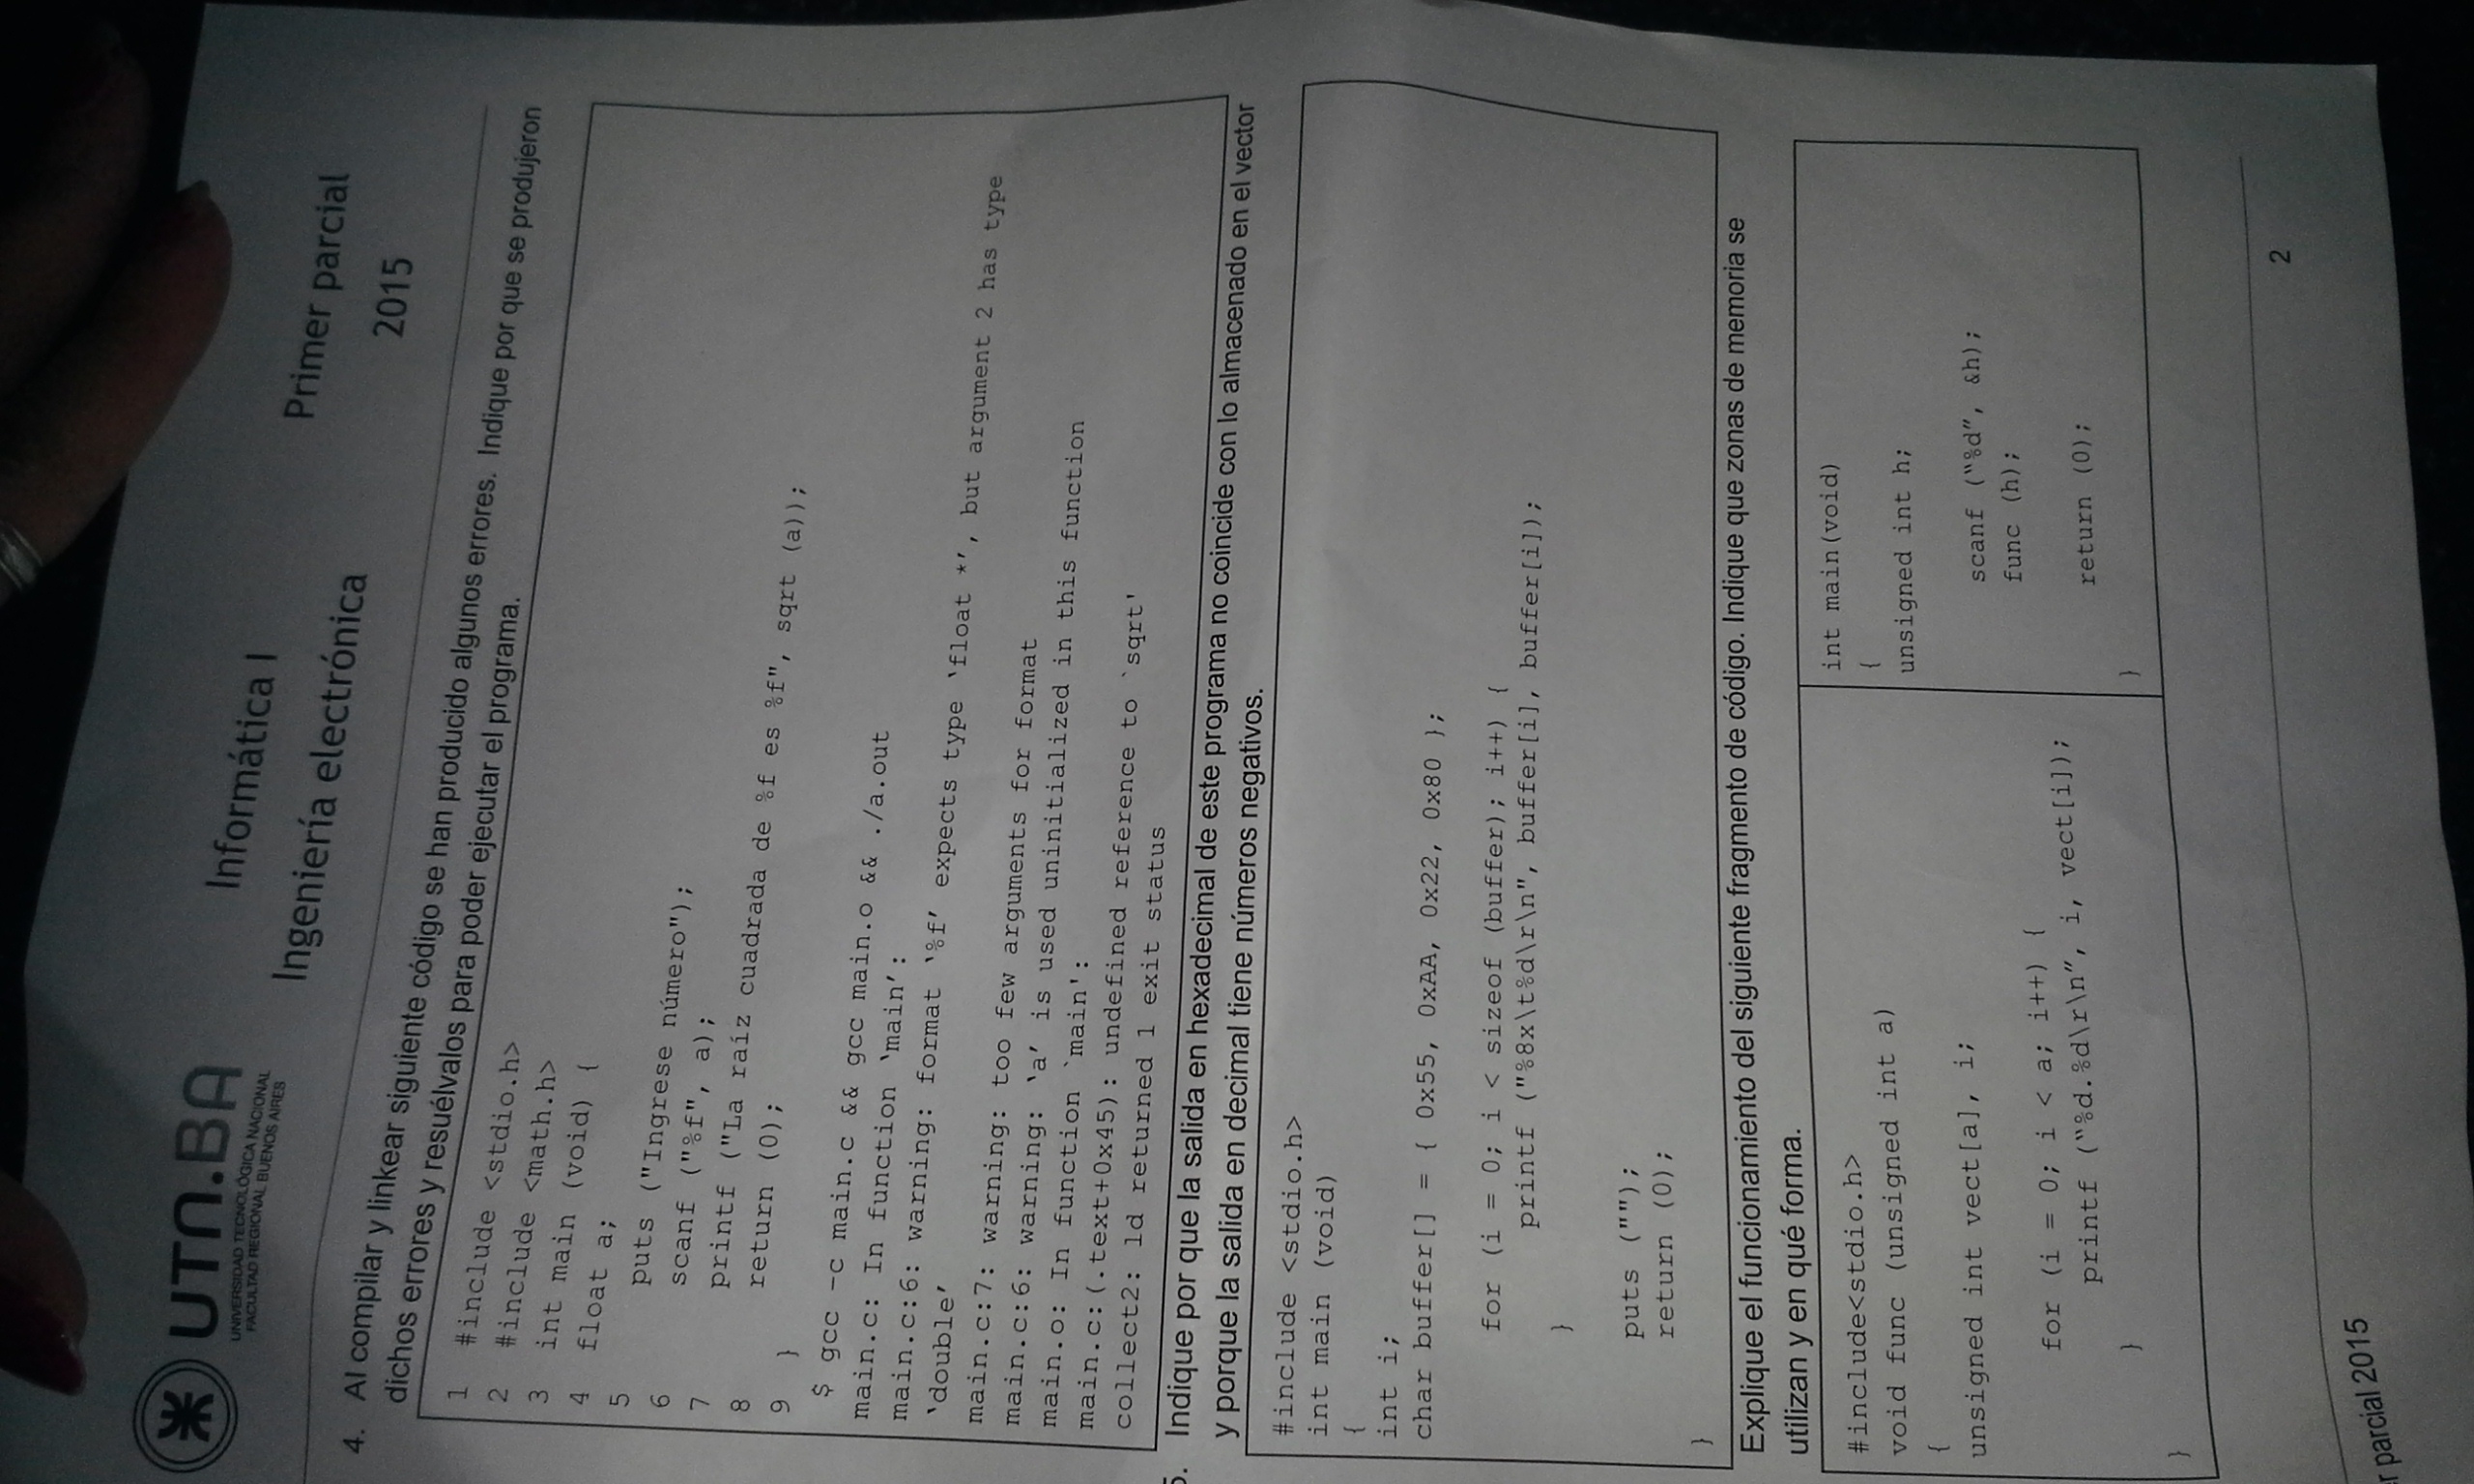 UTN.BA
UNIVERSIDAD TECNOLÓGICA NACIONAL
FACULTAD REGIONAL BUENOS AIRES
Informática I
Ingeniería electrónica
Primer parcial
2015
4. Al compilar y linkear siguiente código se han producido algunos errores. Indique por que se produjeron
dichos errores y resuélvalos para poder ejecutar el programa.
1 #include <stdio.h>
2 #include <math.h>
3 int main (void) {
4 float a;
5 puts ("Ingrese número");
6 scanf ("%f", a);
7 printf ("La raíz cuadrada de %f es %f", sqrt (a));
8 return (0);
9 }
$ gcc -c main.c && gcc main.o && ./a.out
main.c: In function ‘main’:
main.c:6: warning: format ‘%f’ expects type ‘float *’, but argument 2 has type
‘double’
main.c:7: warning: too few arguments for format
main.c:6: warning: ‘a’ is used uninitialized in this function
main.o: In function `main':
main.c:(.text+0x45): undefined reference to `sqrt'
collect2: ld returned 1 exit status
5. Indique por que la salida en hexadecimal de este programa no coincide con lo almacenado en el vector
y porque la salida en decimal tiene números negativos.
#include <stdio.h>
int main (void)
{
int i;
char buffer[] = { 0x55, 0xAA, 0x22, 0x80 };
for (i = 0; i < sizeof (buffer); i++) {
printf ("%8x\t%d\r\n", buffer[i], buffer[i]);
}
puts ("");
return (0);
}
Explique el funcionamiento del siguiente fragmento de código. Indique que zonas de memoria se
utilizan y en qué forma.
#include<stdio.h>
void func (unsigned int a)
{
unsigned int vect[a], i;
for (i = 0; i < a; i++) {
printf (“%d.%d\r\n”, i, vect[i]);
}
}
int main(void)
{
unsigned int h;
scanf (“%d”, &h);
func (h);
return (0);
}
2
r parcial 2015